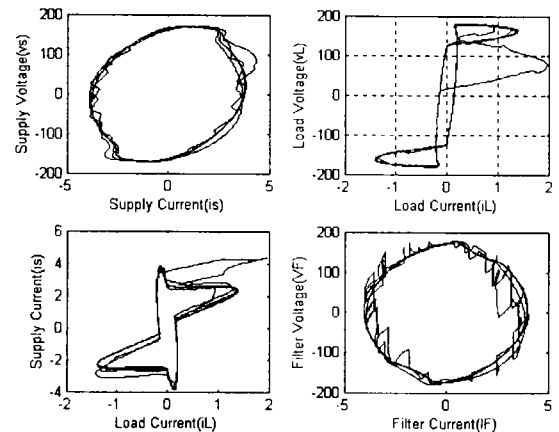 200
100
0
-100
-200
Supply Voltage(vs)
-5 0 5
Supply Current(is)
200
100
0
-100
-200
Load Voltage(vL)
-2 -1 0 1 2
Load Current(iL)
6
4
2
0
-2
-4
Supply Current(is)
-2 -1 0 1 2
Load Current(iL)
200
100
0
-100
-200
Filter Voltage(VF)
-5 0 5
Filter Current(IF)